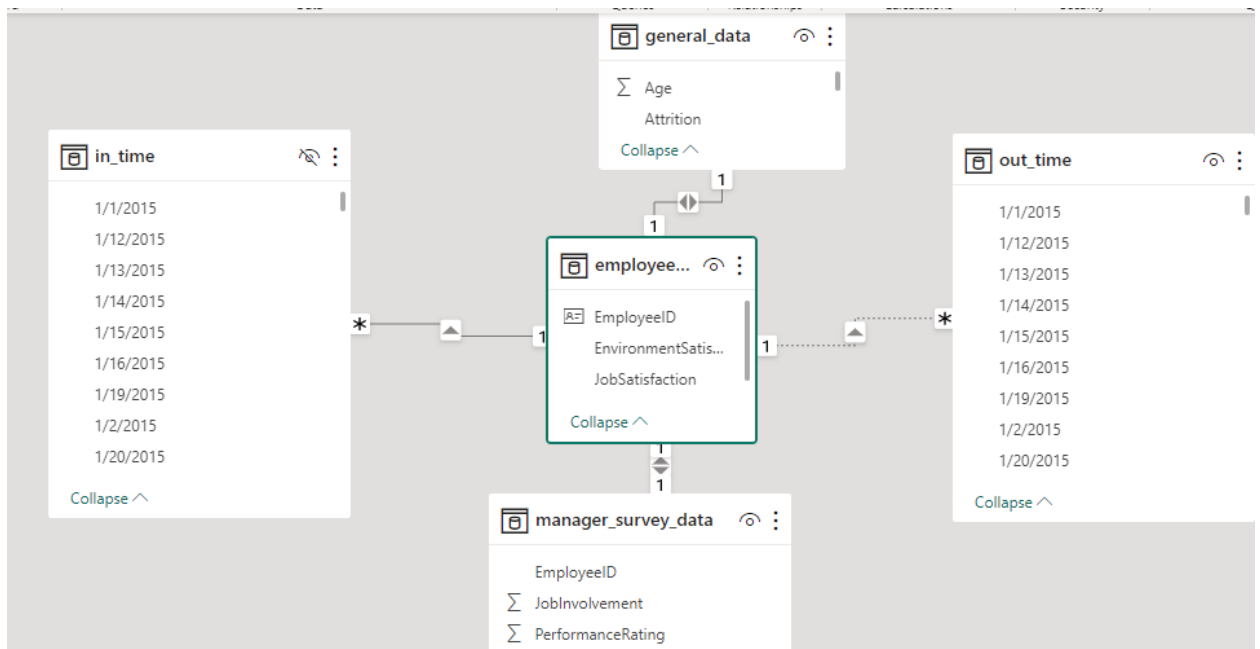 general_data
Age
Attrition
Collapse
in_time
1/1/2015
1/12/2015
1/13/2015
1/14/2015
1/15/2015
1/16/2015
1/19/2015
1/2/2015
1/20/2015
Collapse
1
1
employee...
EmployeeID
EnvironmentSatis...
JobSatisfaction
Collapse
*
1
1
*
out_time
1/1/2015
1/12/2015
1/13/2015
1/14/2015
1/15/2015
1/16/2015
1/19/2015
1/2/2015
1/20/2015
Collapse
1
1
manager_survey_data
EmployeeID
Σ JobInvolvement
Σ PerformanceRating